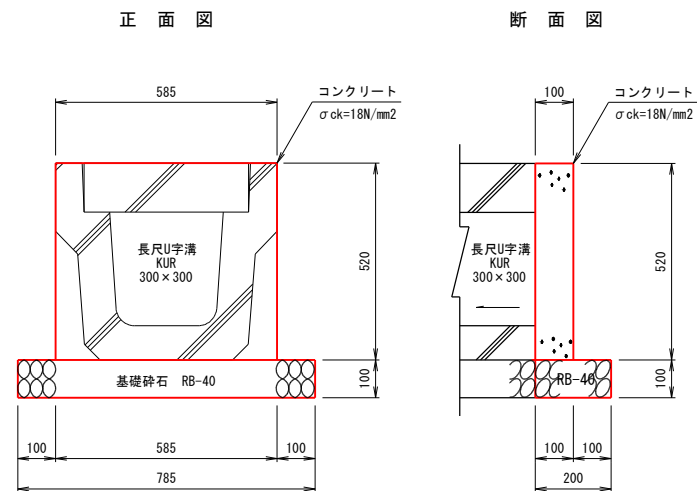 正面図
断面図
585
コンクリート
σck=18N/mm2
100
コンクリート
σck=18N/mm2
長尺U字溝
KUR
300×300
520
長尺U字溝
KUR
300×300
520
基礎砕石 RB-40
100
RB-40
100
100
585
100
785
100
100
200